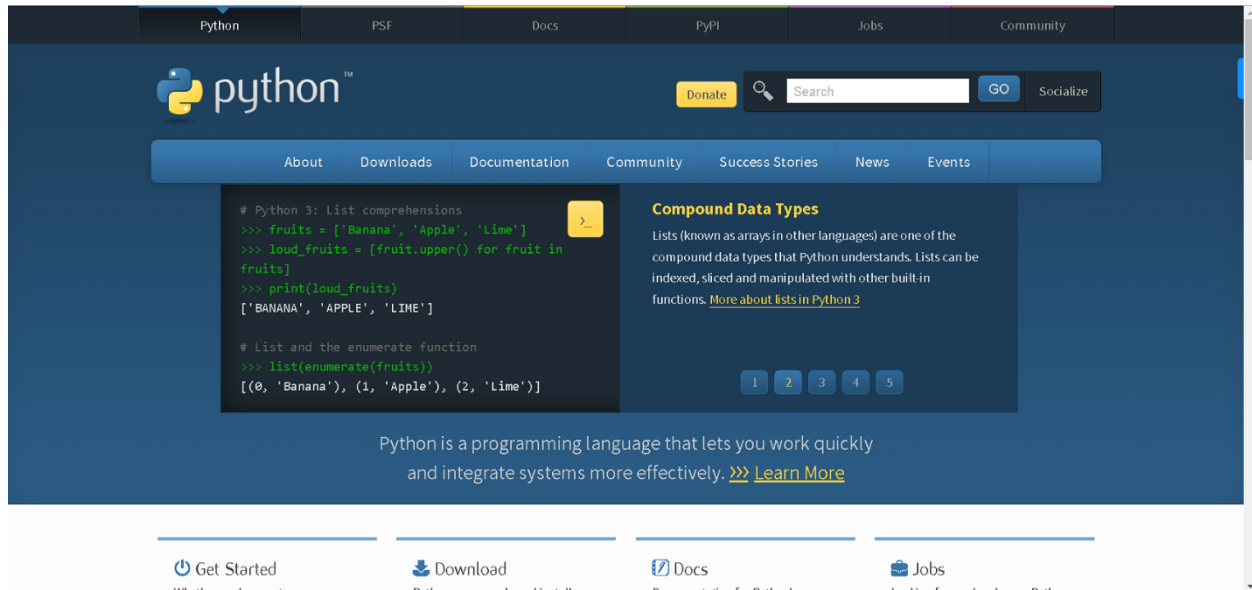 Python PSF Docs PyPI Jobs Community
python™
Donate Search GO Socialize
About Downloads Documentation Community Success Stories News Events
# Python 3: List comprehensions
>>> fruits = ['Banana', 'Apple', 'Lime']
>>> loud_fruits = [fruit.upper() for fruit in
fruits]
>>> print(loud_fruits)
['BANANA', 'APPLE', 'LIME']
# List and the enumerate function
>>> list(enumerate(fruits))
[(0, 'Banana'), (1, 'Apple'), (2, 'Lime')]
>_
Compound Data Types
Lists (known as arrays in other languages) are one of the
compound data types that Python understands. Lists can be
indexed, sliced and manipulated with other built-in
functions. More about lists in Python 3
1 2 3 4 5
Python is a programming language that lets you work quickly
and integrate systems more effectively. >>> Learn More
Get Started Download Docs Jobs